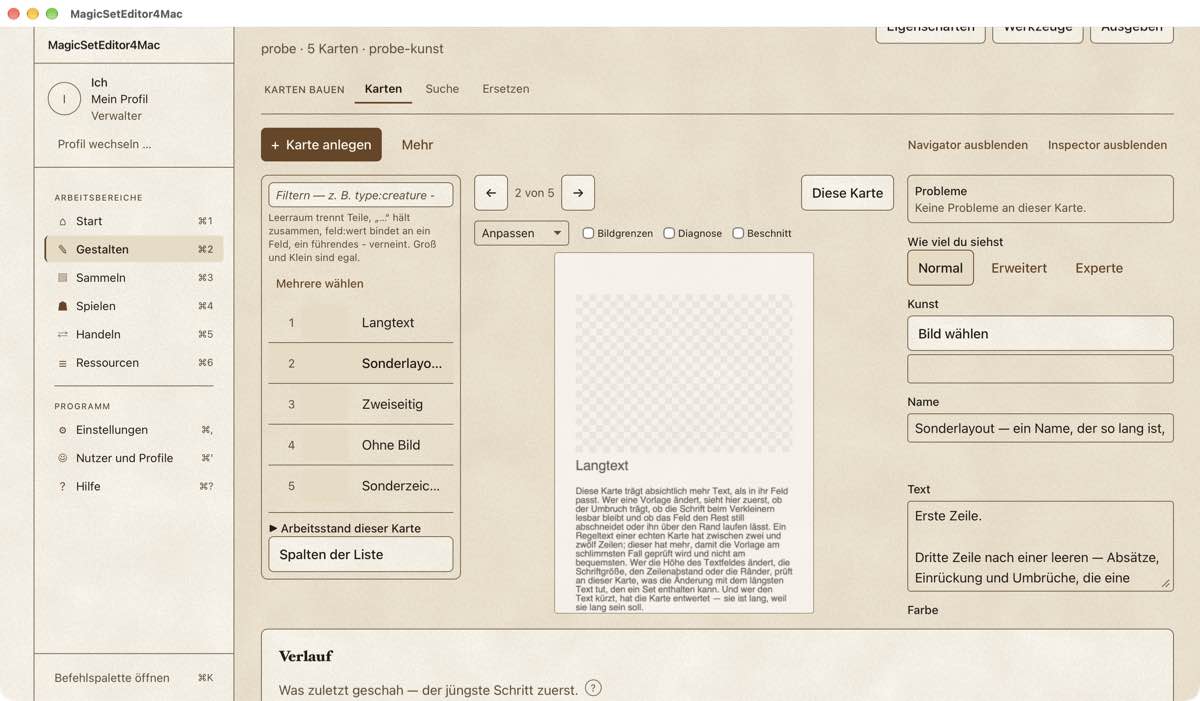 MagicSetEditor4Mac
MagicSetEditor4Mac
I
Ich
Mein Profil
Verwalter
Profil wechseln ...
ARBEITSBEREICHE
Start ⌘1
Gestalten ⌘2
Sammeln ⌘3
Spielen ⌘4
Handeln ⌘5
Ressourcen ⌘6
PROGRAMM
Einstellungen ⌘,
Nutzer und Profile ⌘'
? Hilfe ⌘?
Befehlspalette öffnen ⌘K
probe · 5 Karten · probe-kunst
Eigenschaften Werkzeuge Ausgeben
KARTEN BAUEN Karten Suche Ersetzen
+ Karte anlegen Mehr
Navigator ausblenden Inspector ausblenden
Filtern — z. B. type:creature -
Leerraum trennt Teile, „…“ hält
zusammen, feld:wert bindet an ein
Feld, ein führendes - verneint. Groß
und Klein sind egal.
Mehrere wählen
1 Langtext
2 Sonderlayo...
3 Zweiseitig
4 Ohne Bild
5 Sonderzeic...
▶ Arbeitsstand dieser Karte
Spalten der Liste
← 2 von 5 →
Diese Karte
Anpassen Bildgrenzen Diagnose Beschnitt
Langtext
Diese Karte trägt absichtlich mehr Text, als in ihr Feld
passt. Wer eine Vorlage ändert, sieht hier zuerst, ob
der Umbruch trägt, ob die Schrift beim Verkleinern
lesbar bleibt und ob das Feld den Rest still
abschneidet oder ihn über den Rand laufen lässt. Ein
Regeltext einer echten Karte hat zwischen zwei und
zwölf Zeilen; dieser hat mehr, damit die Vorlage am
schlimmsten Fall geprüft wird und nicht am
bequemsten. Wer die Höhe des Textfeldes ändert, die
Schriftgröße, den Zeilenabstand oder die Ränder, prüft
an dieser Karte, was die Änderung mit dem längsten
Text tut, den ein Set enthalten kann. Und wer den
Text kürzt, hat die Karte entwertet — sie ist lang, weil
sie lang sein soll.
Probleme
Keine Probleme an dieser Karte.
Wie viel du siehst
Normal Erweitert Experte
Kunst
Bild wählen
Name
Sonderlayout — ein Name, der so lang ist,
Text
Erste Zeile.
Dritte Zeile nach einer leeren — Absätze,
Einrückung und Umbrüche, die eine
Farbe
Verlauf
Was zuletzt geschah — der jüngste Schritt zuerst. ?